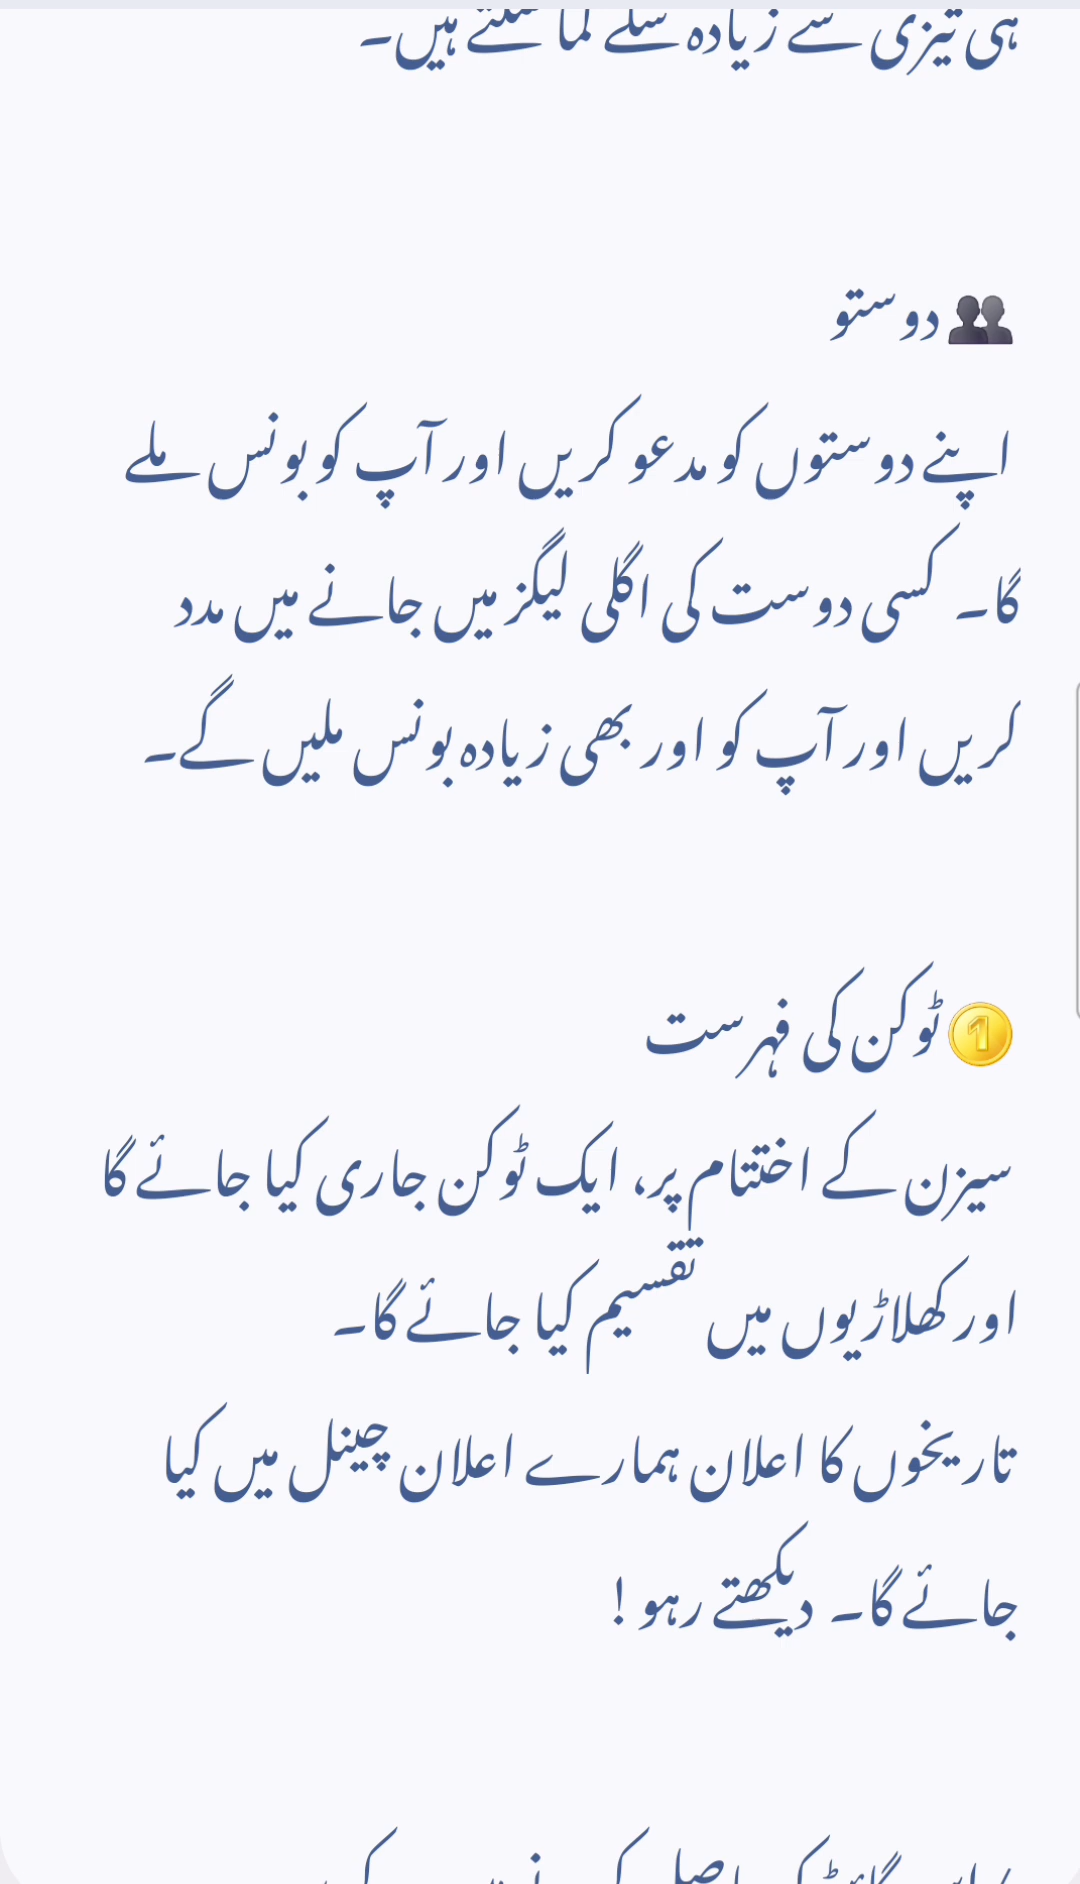 ہی تیزی سے زیادہ سکے کما سکتے ہیں۔
👥 دوستو
اپنے دوستوں کو مدعو کریں اور آپ کو بونس ملے
گا۔ کسی دوست کی اگلی لیگز میں جانے میں مدد
کریں اور آپ کو اور بھی زیادہ بونس ملیں گے۔
🪙 ٹوکن کی فہرست
سیزن کے اختتام پر، ایک ٹوکن جاری کیا جائے گا
اور کھلاڑیوں میں تقسیم کیا جائے گا۔
تاریخوں کا اعلان ہمارے اعلان چینل میں کیا
جائے گا۔ دیکھتے رہو!